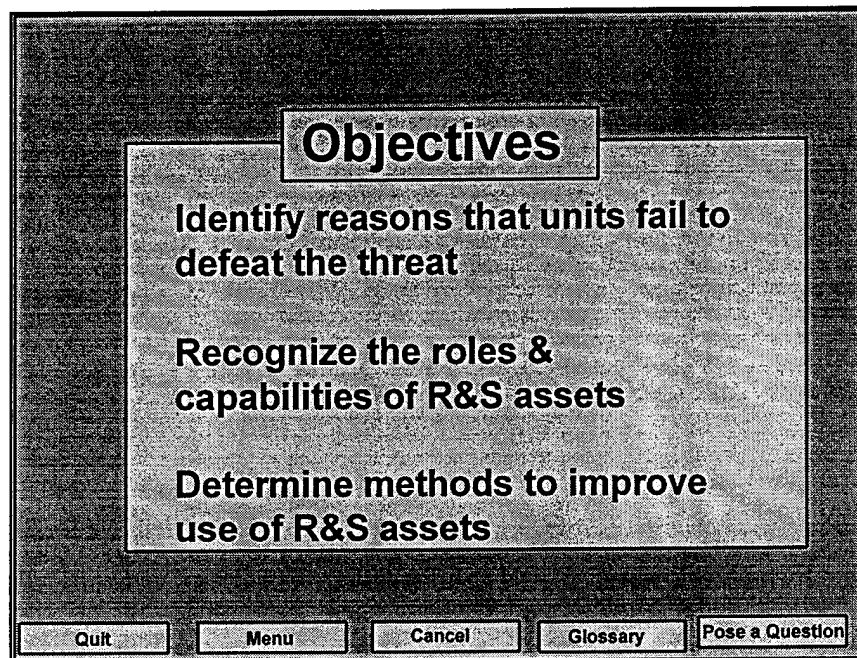 Objectives
Identify reasons that units fail to
defeat the threat
Recognize the roles &
capabilities of R&S assets
Determine methods to improve
use of R&S assets
Quit
Menu
Cancel
Glossary
Pose a Question